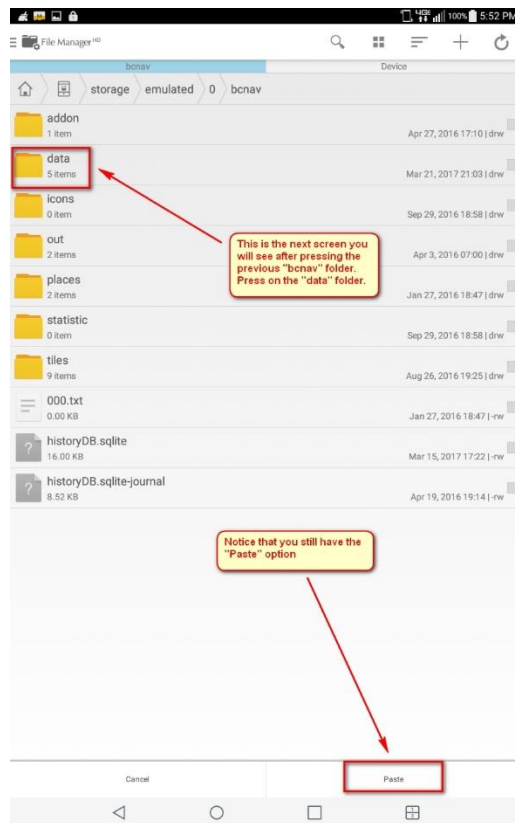 4GE 100% 5:52 PM
File Manager HD
bcnav Device
storage emulated 0 bcnav
addon
1 item Apr 27, 2016 17:10 | drw
data
5 items Mar 21, 2017 21:03 | drw
icons
0 item Sep 29, 2016 18:58 | drw
out
2 items Apr 3, 2016 07:00 | drw
places
2 items Jan 27, 2016 18:47 | drw
statistic
0 item Sep 29, 2016 18:58 | drw
tiles
9 items Aug 26, 2016 19:25 | drw
000.txt
0.00 KB Jan 27, 2016 18:47 | -rw
historyDB.sqlite
16.00 KB Mar 15, 2017 17:22 | -rw
historyDB.sqlite-journal
8.52 KB Apr 19, 2016 19:14 | -rw
This is the next screen you
will see after pressing the
previous "bcnav" folder.
Press on the "data" folder.
Notice that you still have the
"Paste" option
Cancel Paste